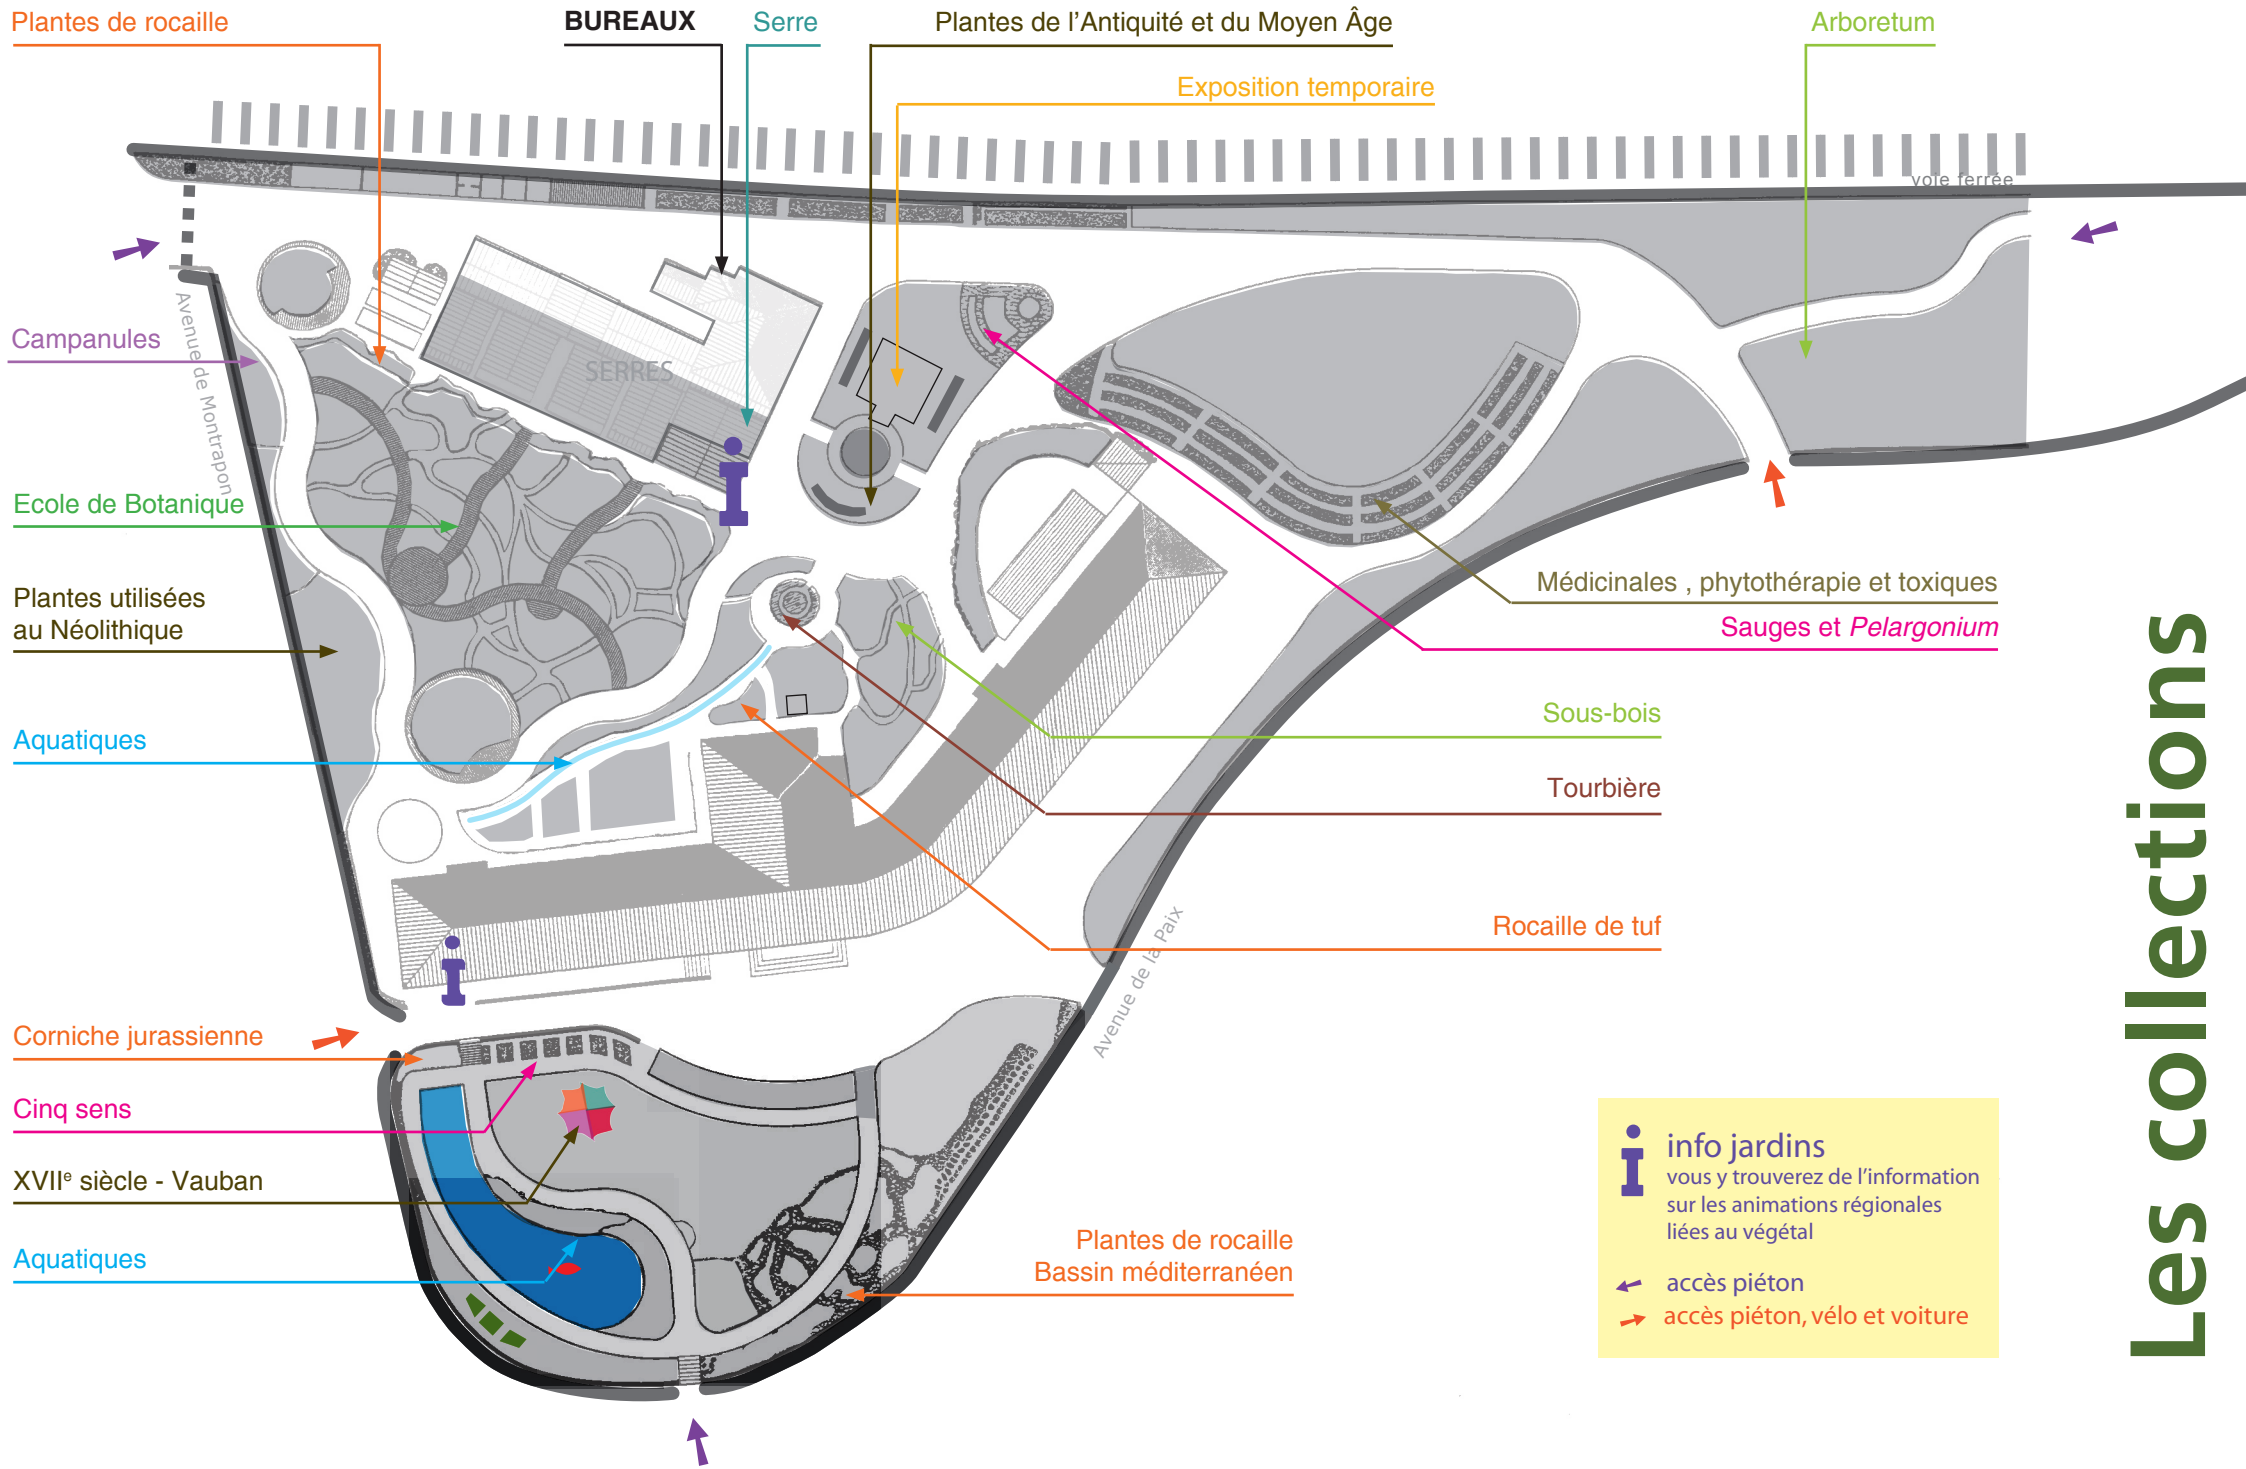 Plantes de rocaille
BUREAUX
Serre
Plantes de l'Antiquité et du Moyen Âge
Arboretum
Exposition temporaire
voie ferrée
Avenue de Montrapon
Campanules
SERRES
Ecole de Botanique
Plantes utilisées
au Néolithique
Médicinales , phytothérapie et toxiques
Sauges et Pelargonium
Aquatiques
Sous-bois
Tourbière
Rocaille de tuf
Avenue de la Paix
Corniche jurassienne
Cinq sens
XVIIe siècle - Vauban
Aquatiques
Plantes de rocaille
Bassin méditerranéen
info jardins
vous y trouverez de l'information
sur les animations régionales
liées au végétal
accès piéton
accès piéton, vélo et voiture
Les collections